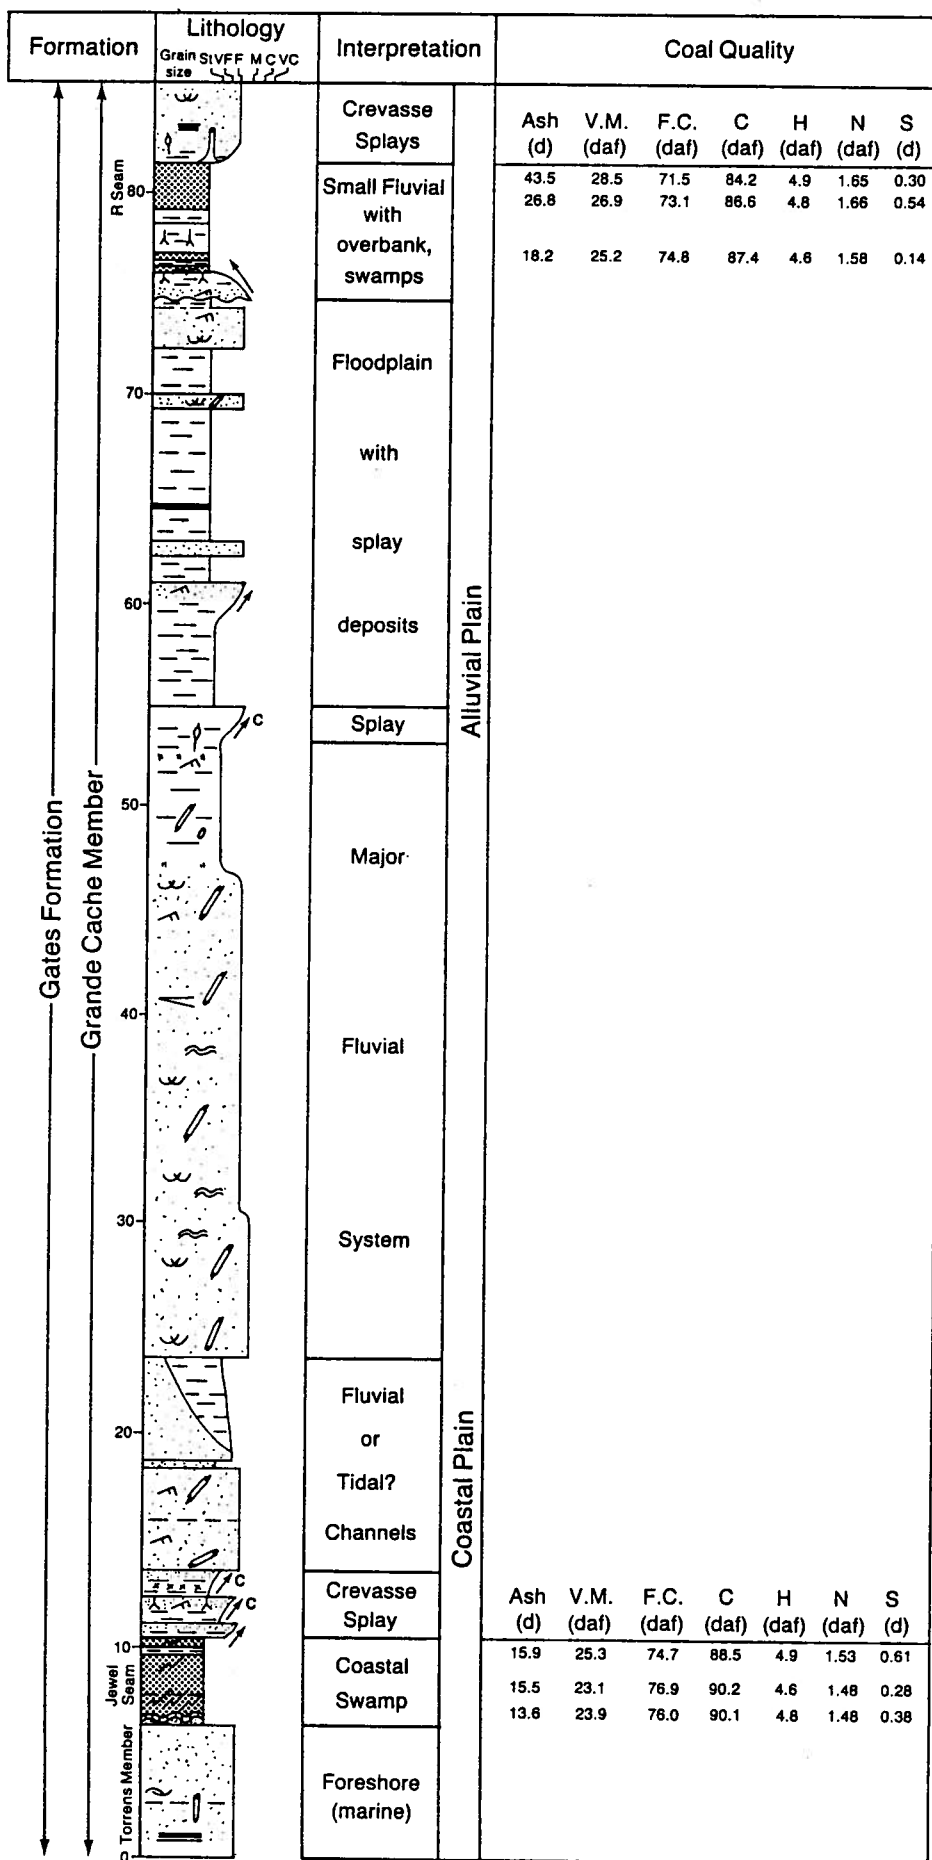 Formation
Lithology
Grain size
St VF F M C VC
Interpretation
Coal Quality
Gates Formation
Grande Cache Member
R Seam
80
70
60
50
40
30
20
10
0
Jewel Seam
Torrens Member
C
C
C
Crevasse
Splays
Small Fluvial
with
overbank,
swamps
Floodplain
with
splay
deposits
Splay
Major
Fluvial
System
Fluvial
or
Tidal?
Channels
Crevasse
Splay
Coastal
Swamp
Foreshore
(marine)
Alluvial Plain
Coastal Plain
Ash V.M. F.C. C H N S
(d) (daf) (daf) (daf) (daf) (daf) (d)
43.5 28.5 71.5 84.2 4.9 1.65 0.30
26.8 26.9 73.1 86.6 4.8 1.66 0.54
18.2 25.2 74.8 87.4 4.6 1.58 0.14
Ash V.M. F.C. C H N S
(d) (daf) (daf) (daf) (daf) (daf) (d)
15.9 25.3 74.7 88.5 4.9 1.53 0.61
15.5 23.1 76.9 90.2 4.6 1.48 0.28
13.6 23.9 76.0 90.1 4.8 1.48 0.38